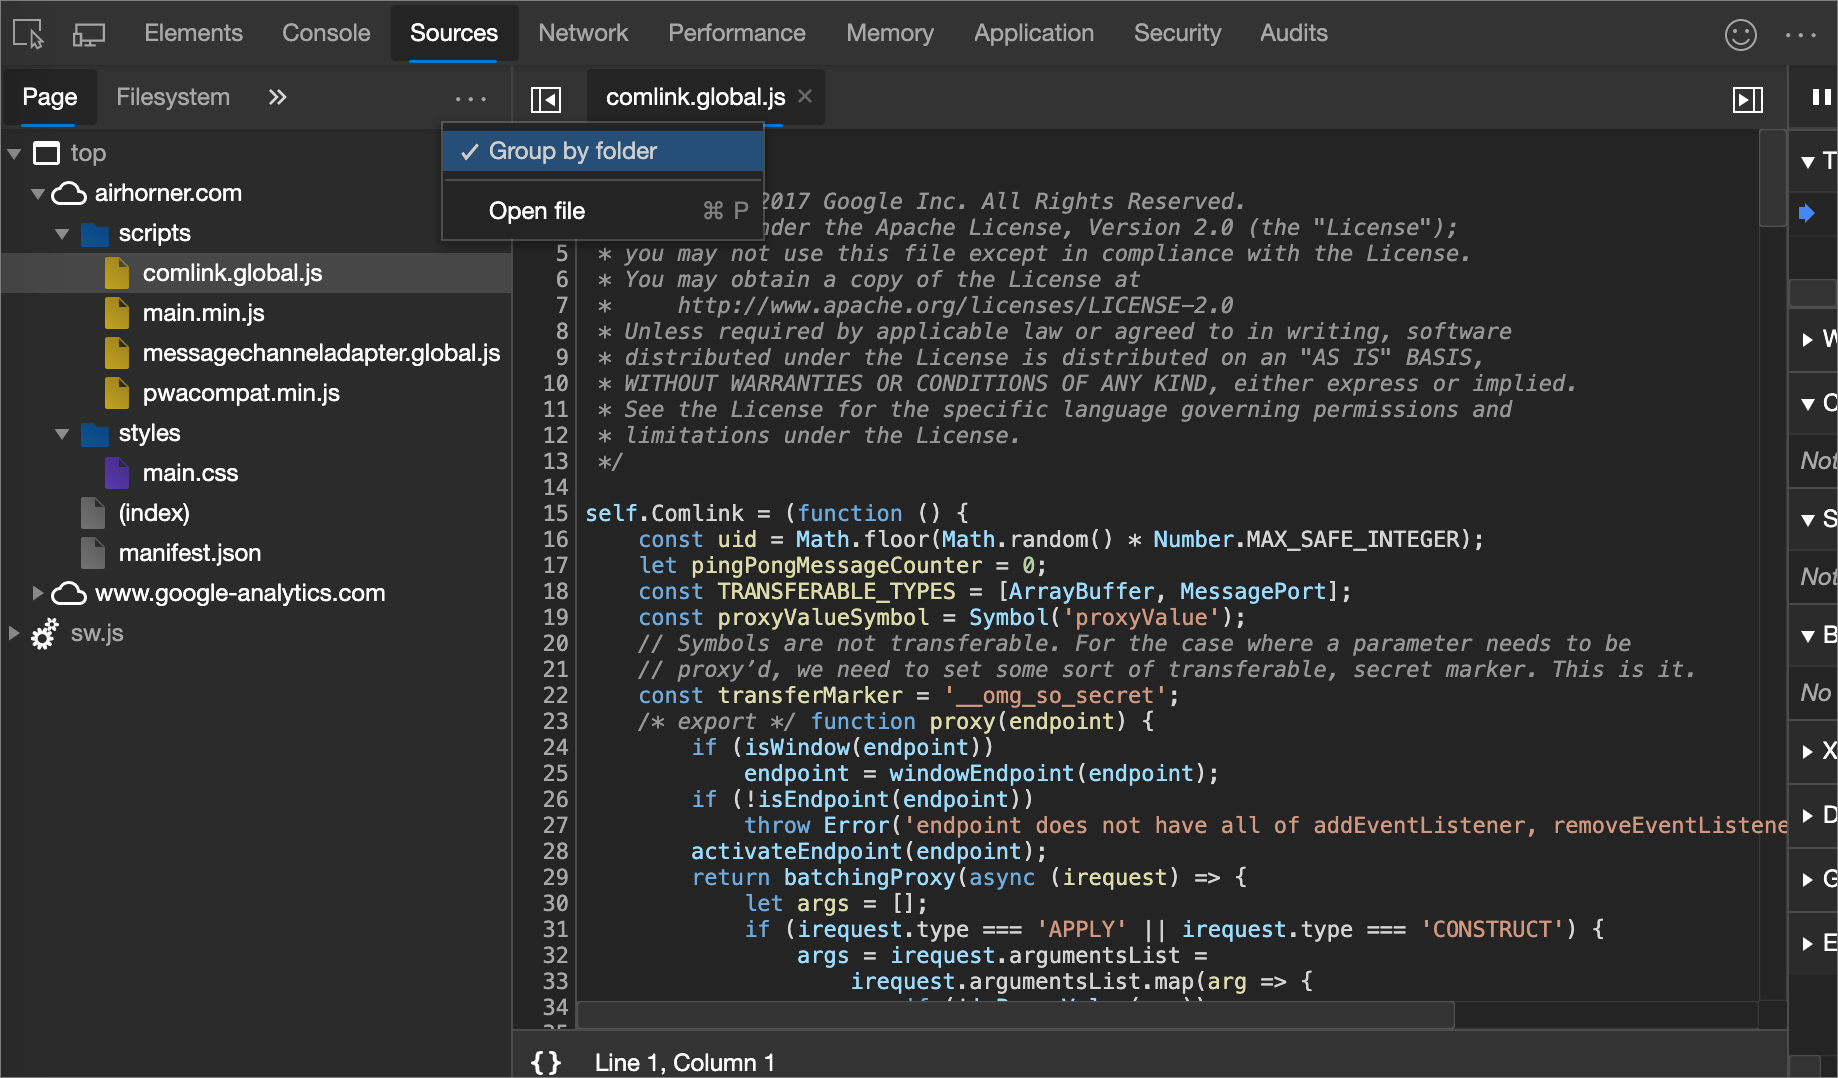 Elements Console Sources Network Performance Memory Application Security Audits
Page Filesystem » ···
comlink.global.js ×
✓ Group by folder
Open file ⌘ P
top
airhorner.com
scripts
comlink.global.js
main.min.js
messagechanneladapter.global.js
pwacompat.min.js
styles
main.css
(index)
manifest.json
www.google-analytics.com
sw.js
2017 Google Inc. All Rights Reserved.
nder the Apache License, Version 2.0 (the "License");
5 * you may not use this file except in compliance with the License.
6 * You may obtain a copy of the License at
7 *     http://www.apache.org/licenses/LICENSE-2.0
8 * Unless required by applicable law or agreed to in writing, software
9 * distributed under the License is distributed on an "AS IS" BASIS,
10 * WITHOUT WARRANTIES OR CONDITIONS OF ANY KIND, either express or implied.
11 * See the License for the specific language governing permissions and
12 * limitations under the License.
13 */
14
15 self.Comlink = (function () {
16     const uid = Math.floor(Math.random() * Number.MAX_SAFE_INTEGER);
17     let pingPongMessageCounter = 0;
18     const TRANSFERABLE_TYPES = [ArrayBuffer, MessagePort];
19     const proxyValueSymbol = Symbol('proxyValue');
20     // Symbols are not transferable. For the case where a parameter needs to be
21     // proxy’d, we need to set some sort of transferable, secret marker. This is it.
22     const transferMarker = '__omg_so_secret';
23     /* export */ function proxy(endpoint) {
24         if (isWindow(endpoint))
25             endpoint = windowEndpoint(endpoint);
26         if (!isEndpoint(endpoint))
27             throw Error('endpoint does not have all of addEventListener, removeEventListene
28         activateEndpoint(endpoint);
29         return batchingProxy(async (irequest) => {
30             let args = [];
31             if (irequest.type === 'APPLY' || irequest.type === 'CONSTRUCT') {
32                 args = irequest.argumentsList =
33                     irequest.argumentsList.map(arg => {
34
{} Line 1, Column 1
T
C
Not
S
Not
B
No
X
D
G
E